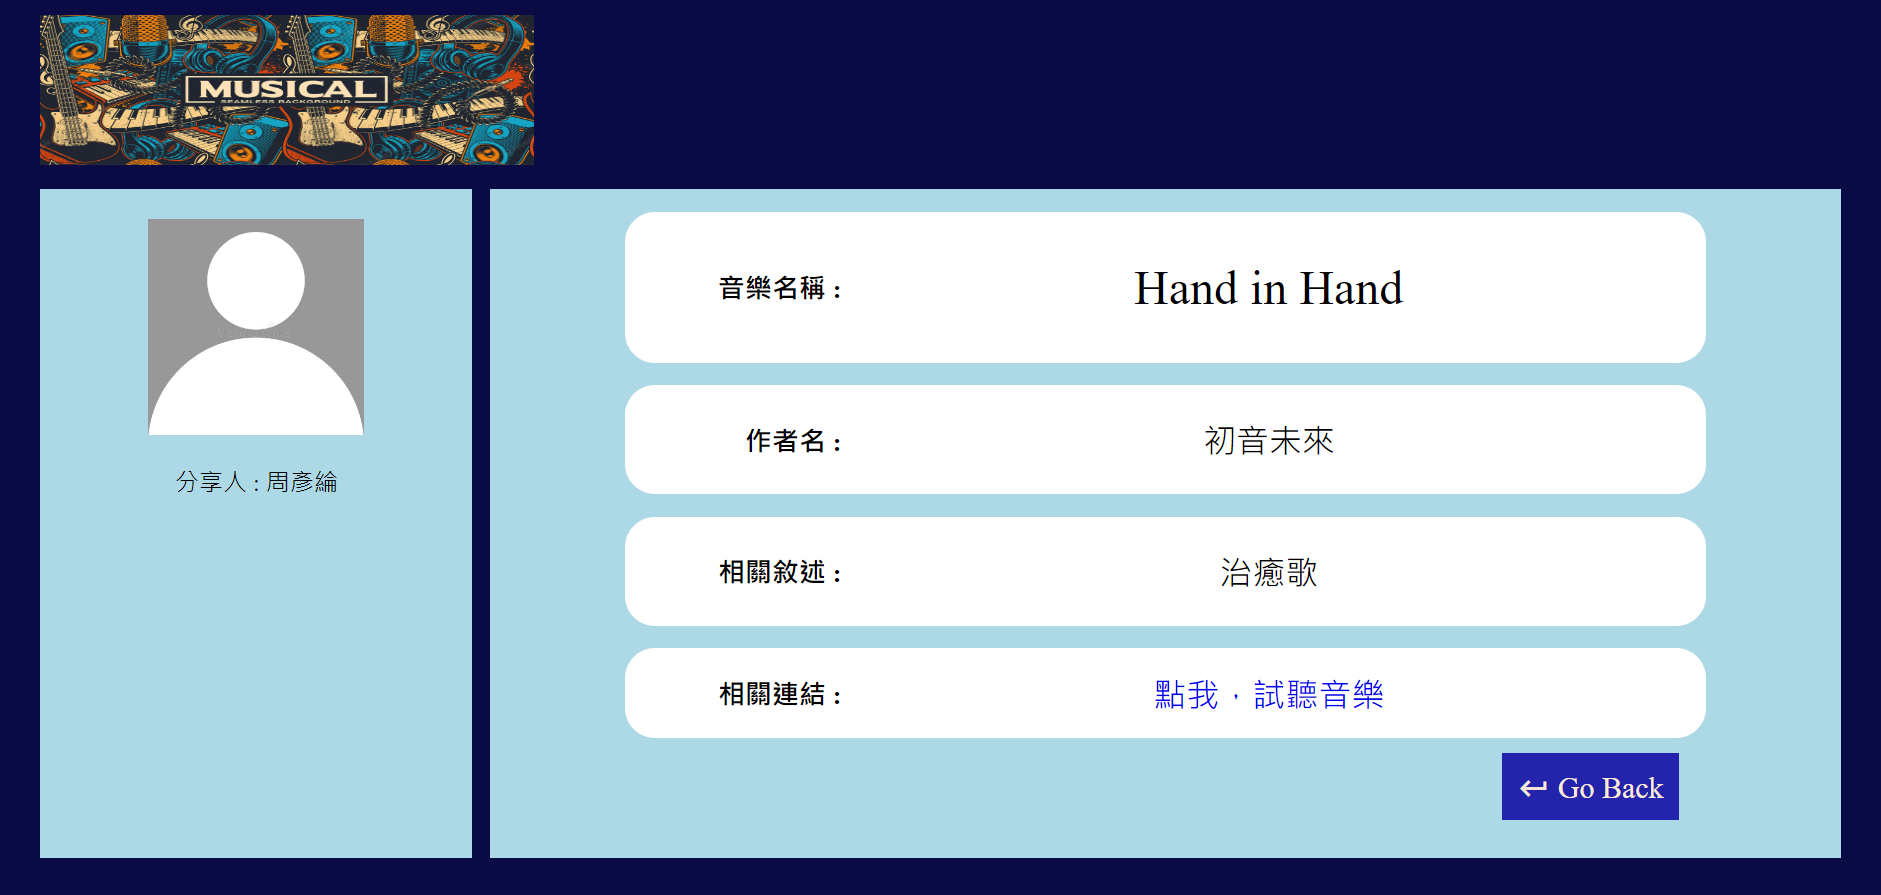 MUSICAL
SEAMLESS BACKGROUND
分享人 : 周彥綸
音樂名稱 : Hand in Hand
作者名 : 初音未來
相關敘述 : 治癒歌
相關連結 : 點我，試聽音樂
↵ Go Back